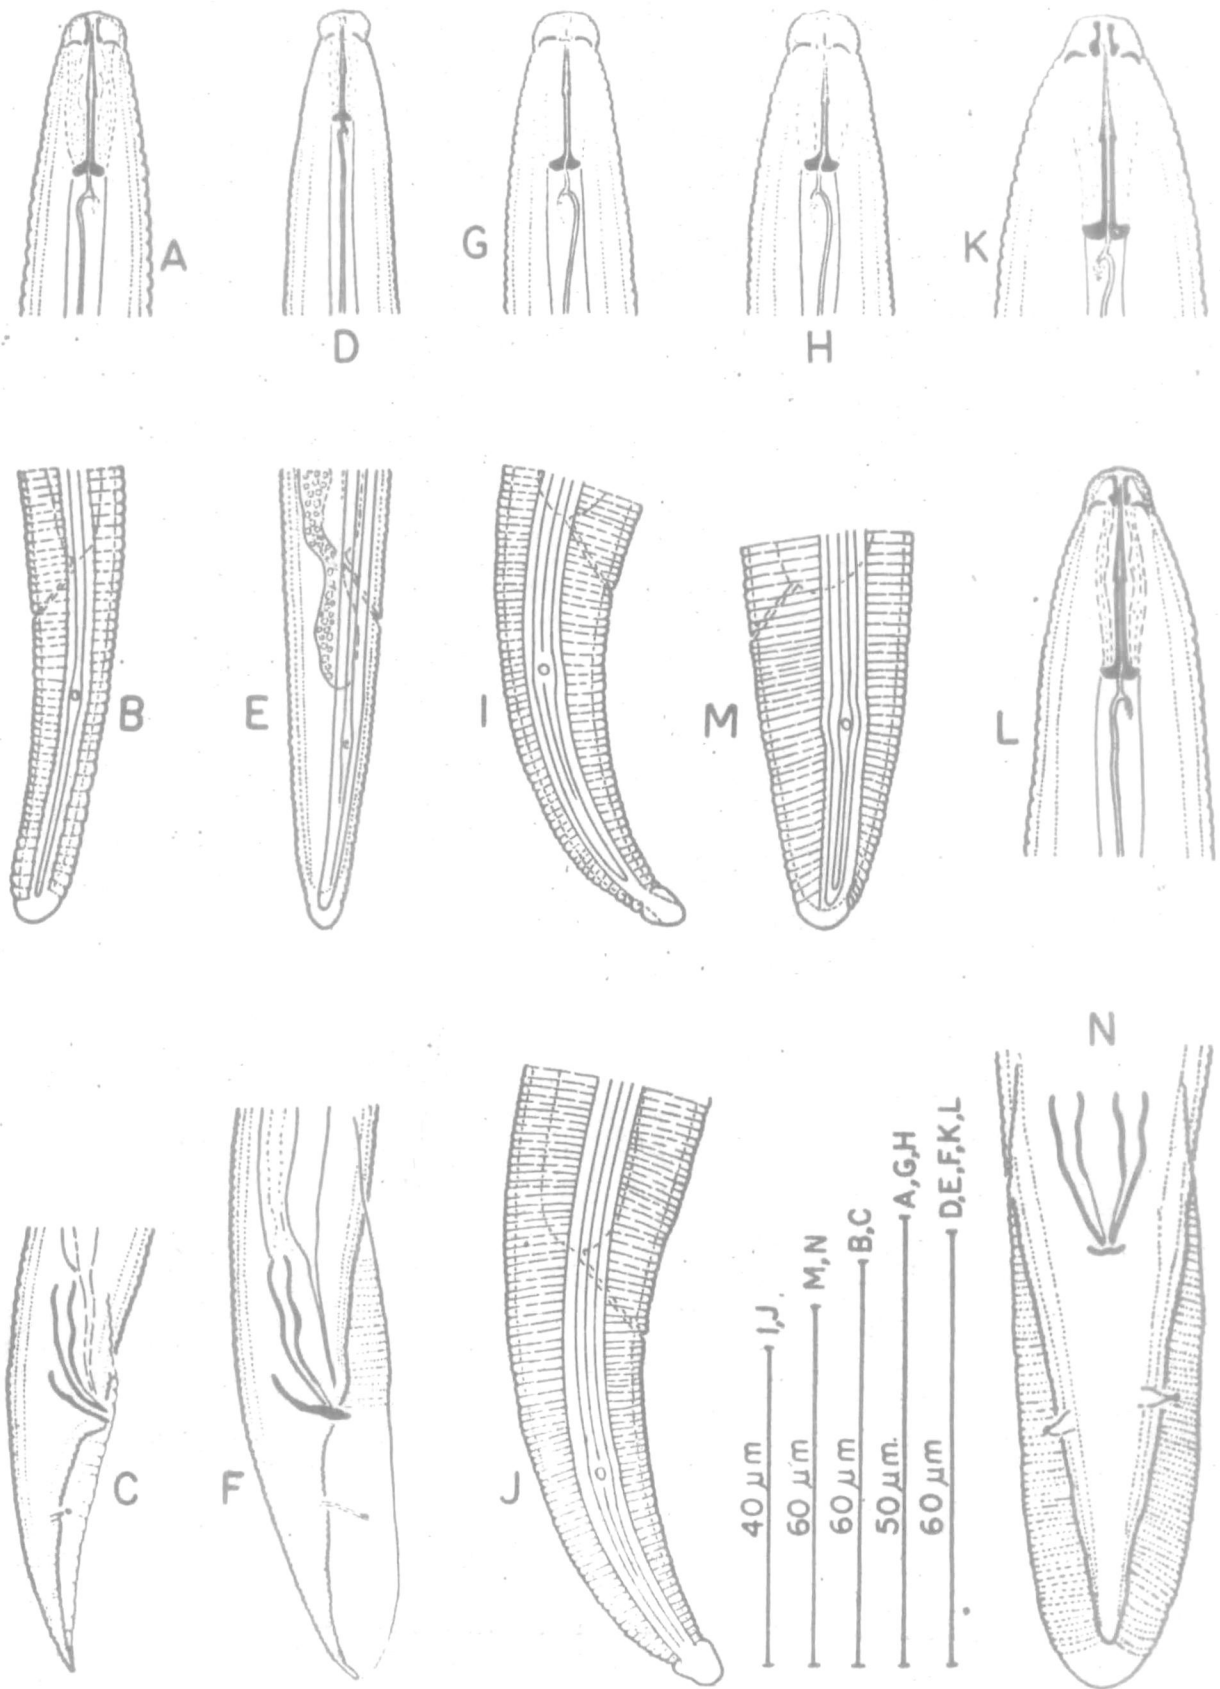 A
D
G
H
K
B
E
I
M
L
N
C
F
J
40 μm I,J.
60 μm M,N
60 μm B,C
50 μm. A,G,H
60 μm D,E,F,K,L